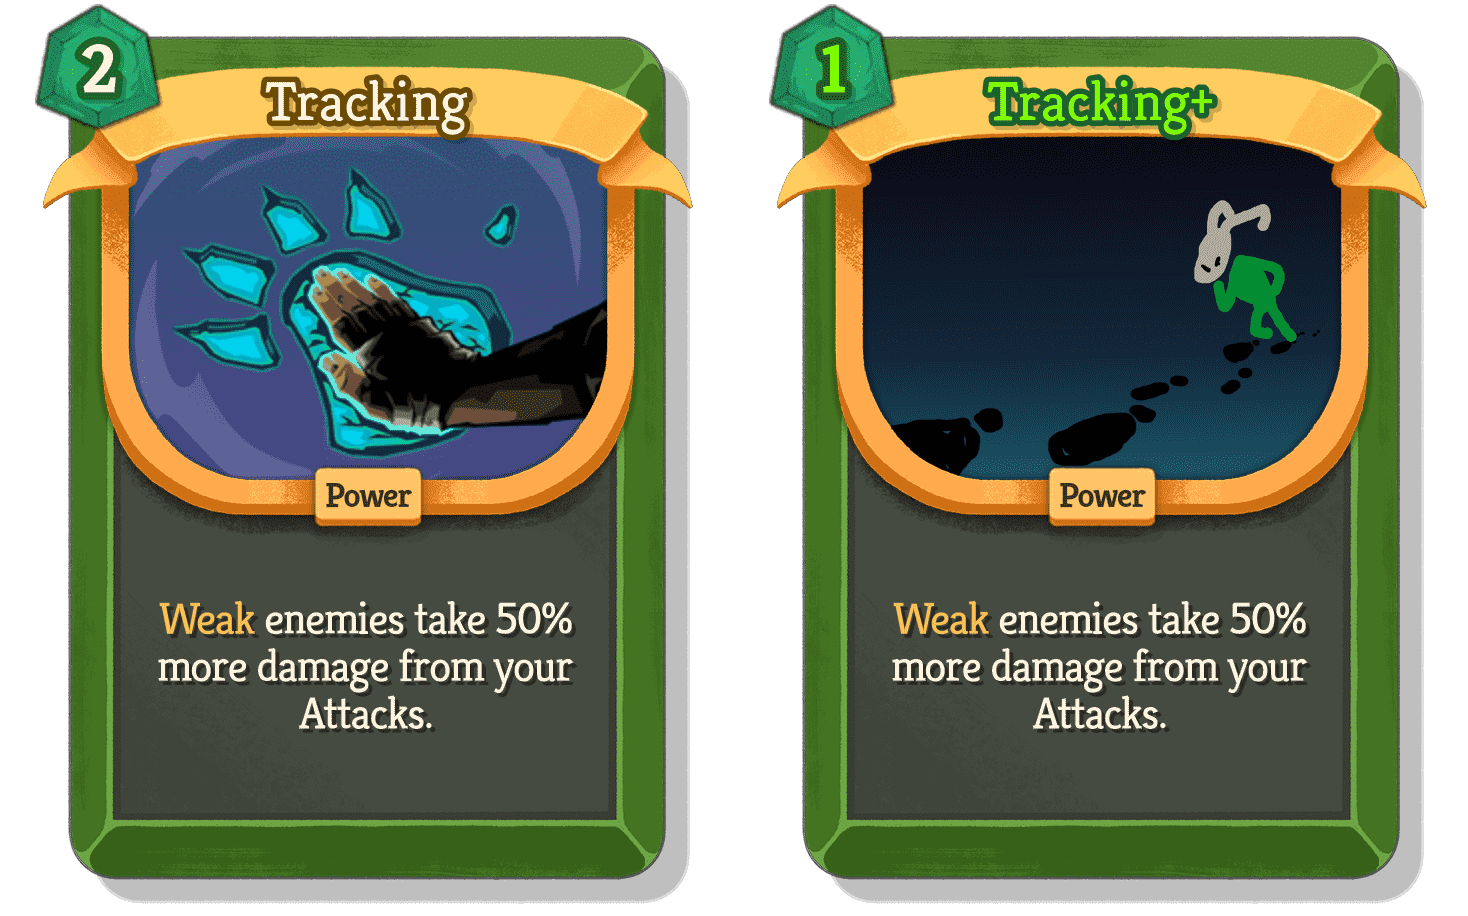 2
Tracking
Power
Weak enemies take 50%
more damage from your
Attacks.
1
Tracking+
Power
Weak enemies take 50%
more damage from your
Attacks.